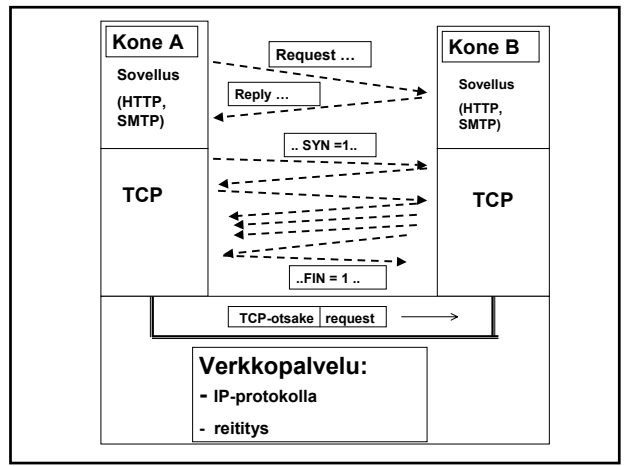 Kone A
Sovellus
(HTTP,
SMTP)
TCP
Request …
Reply …
.. SYN =1..
..FIN = 1 ..
Kone B
Sovellus
(HTTP,
SMTP)
TCP
TCP-otsake request
Verkkopalvelu:
- IP-protokolla
- reititys